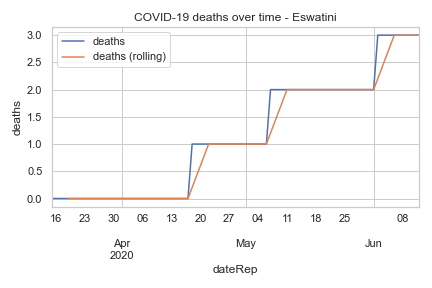 COVID-19 deaths over time - Eswatini
deaths
deaths (rolling)
3.0
2.5
2.0
1.5
1.0
0.5
0.0
deaths
16 23 30 06 13 20 27 04 11 18 25 08
Apr May Jun
2020
dateRep